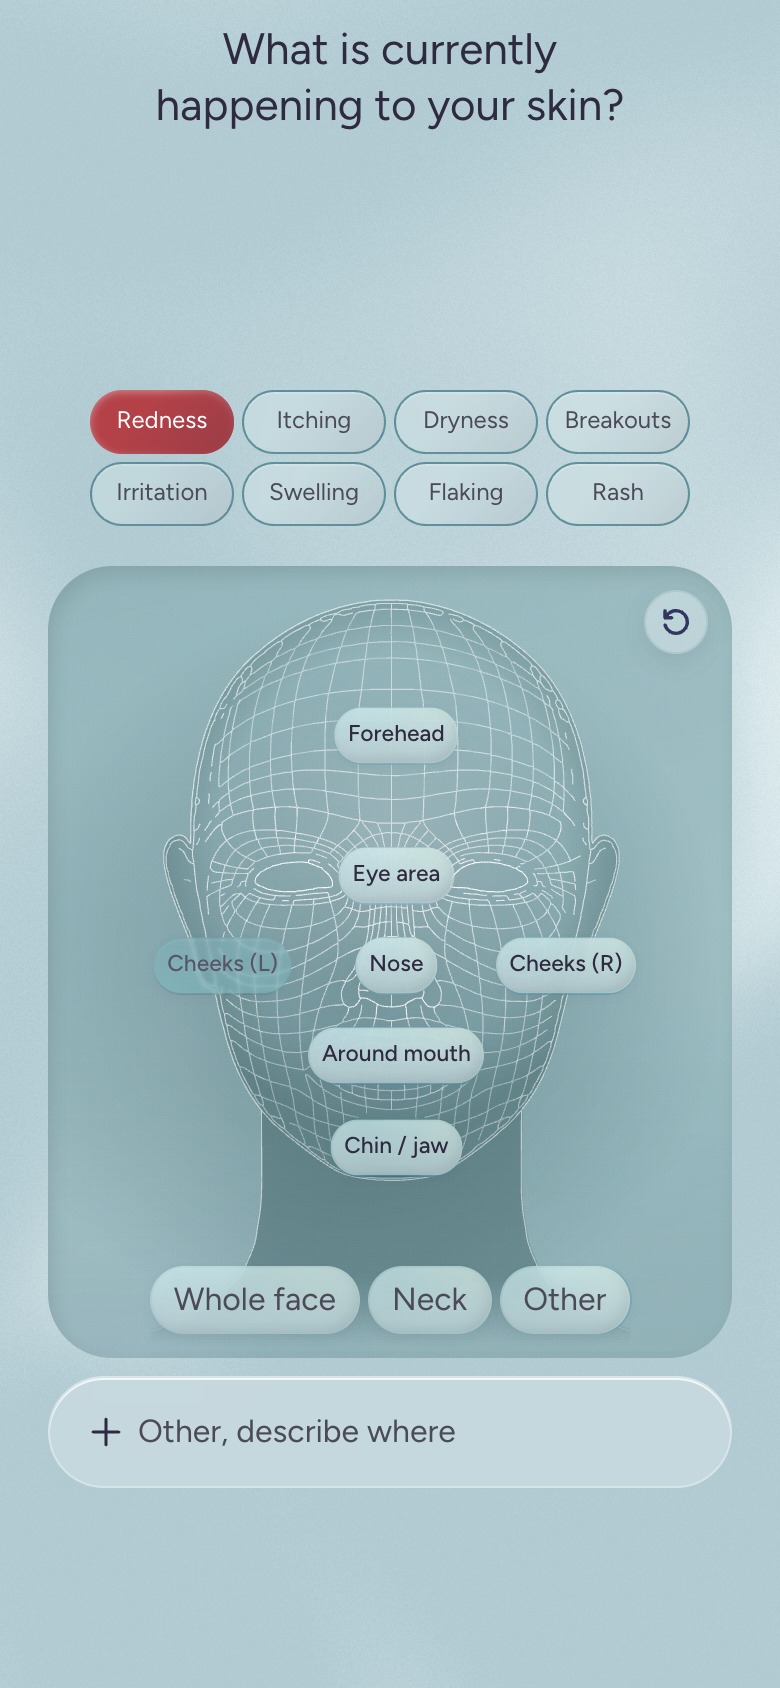 What is currently
happening to your skin?
Redness Itching Dryness Breakouts
Irritation Swelling Flaking Rash
Forehead
Eye area
Cheeks (L) Nose Cheeks (R)
Around mouth
Chin / jaw
Whole face Neck Other
+ Other, describe where